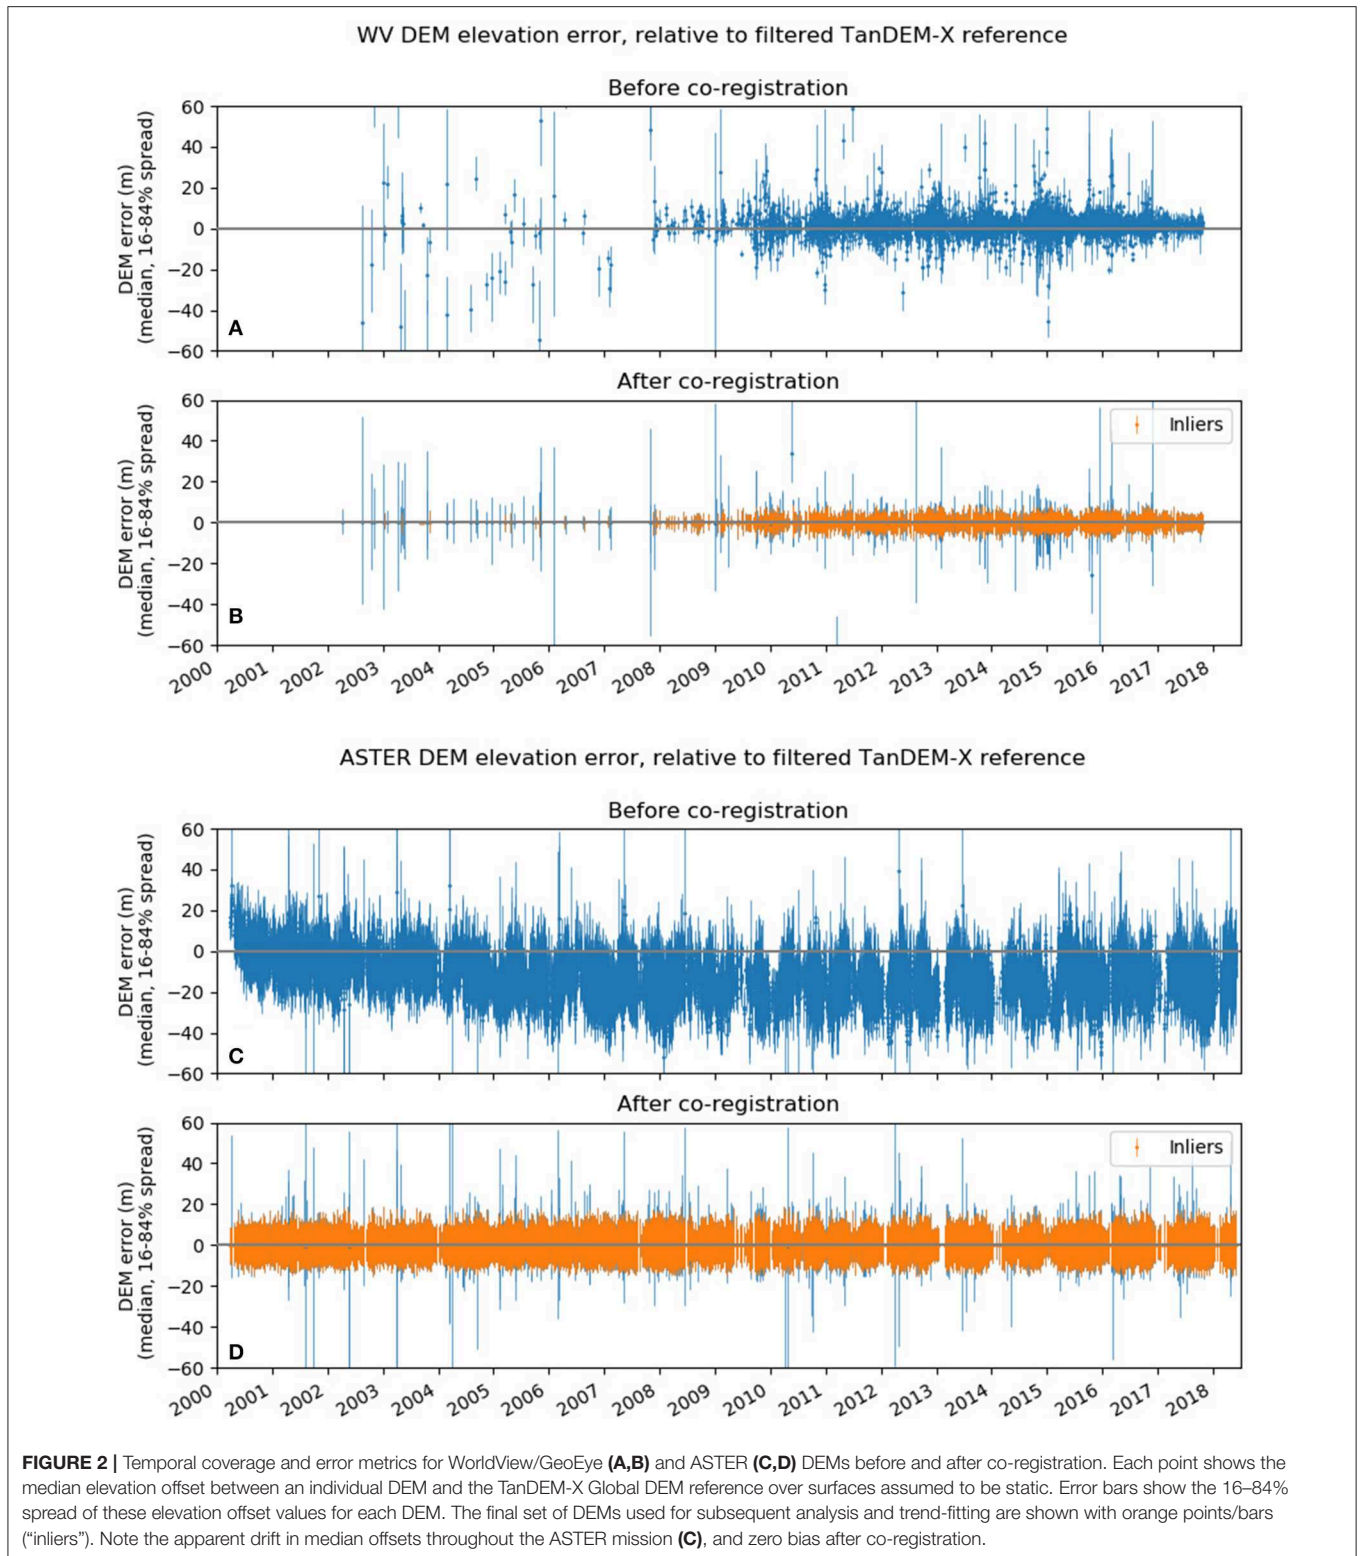 WV DEM elevation error, relative to filtered TanDEM-X reference
Before co-registration
DEM error (m)
(median, 16-84% spread)
60
40
20
0
−20
−40
−60
A
After co-registration
DEM error (m)
(median, 16-84% spread)
60
40
20
0
−20
−40
−60
Inliers
B
2000 2001 2002 2003 2004 2005 2006 2007 2008 2009 2010 2011 2012 2013 2014 2015 2016 2017 2018
ASTER DEM elevation error, relative to filtered TanDEM-X reference
Before co-registration
DEM error (m)
(median, 16-84% spread)
60
40
20
0
−20
−40
−60
C
After co-registration
DEM error (m)
(median, 16-84% spread)
60
40
20
0
−20
−40
−60
Inliers
D
2000 2001 2002 2003 2004 2005 2006 2007 2008 2009 2010 2011 2012 2013 2014 2015 2016 2017 2018
FIGURE 2 | Temporal coverage and error metrics for WorldView/GeoEye (A,B) and ASTER (C,D) DEMs before and after co-registration. Each point shows the
median elevation offset between an individual DEM and the TanDEM-X Global DEM reference over surfaces assumed to be static. Error bars show the 16–84%
spread of these elevation offset values for each DEM. The final set of DEMs used for subsequent analysis and trend-fitting are shown with orange points/bars
(“inliers”). Note the apparent drift in median offsets throughout the ASTER mission (C), and zero bias after co-registration.